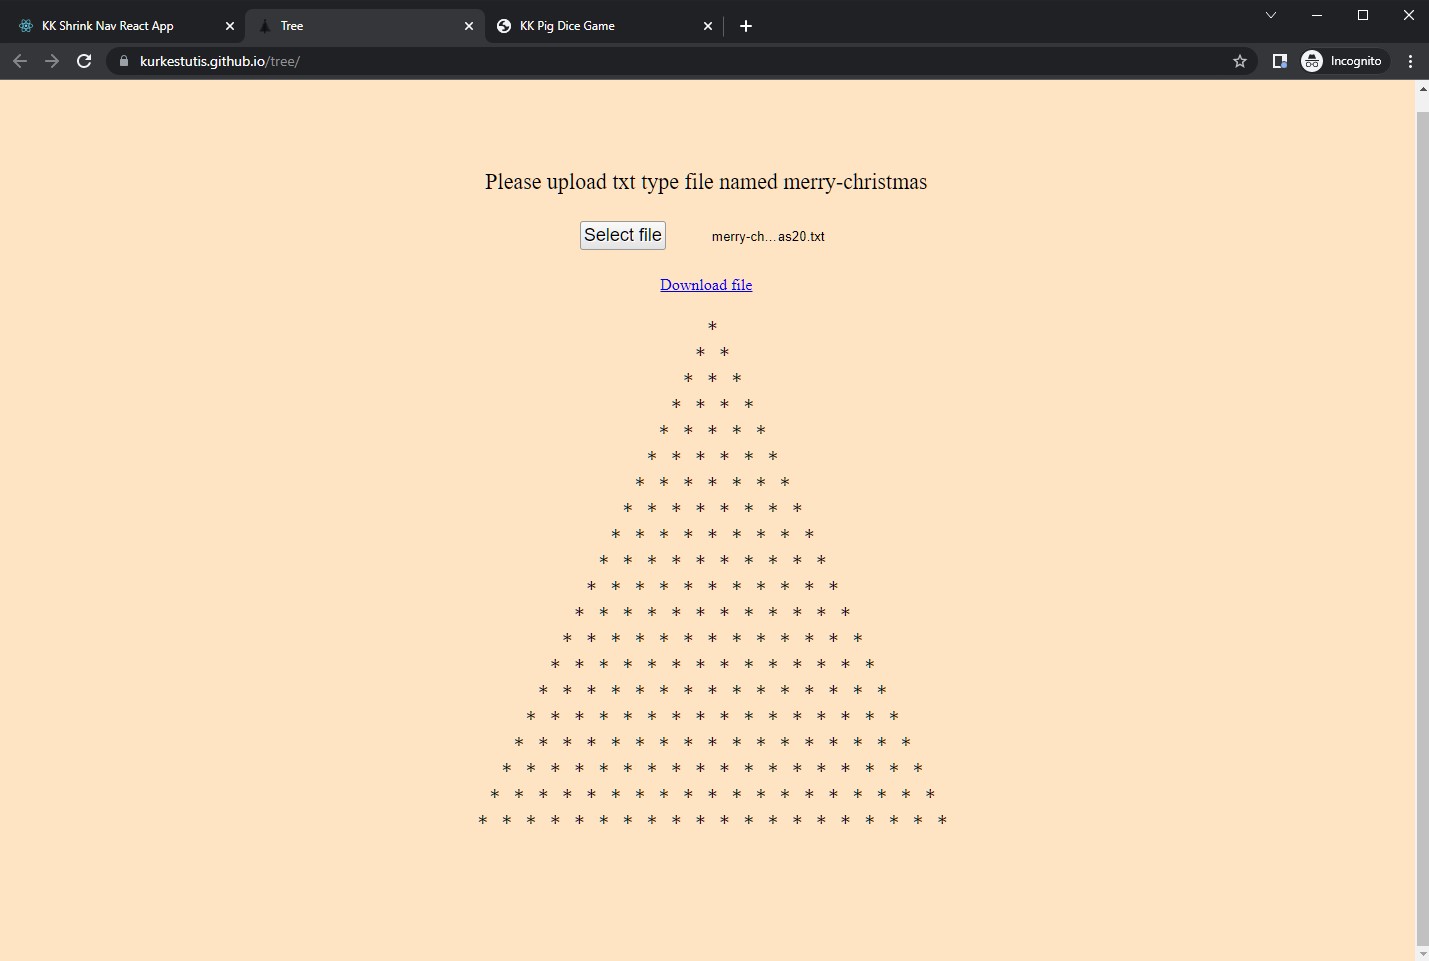 KK Shrink Nav React App
Tree
KK Pig Dice Game
kurkestutis.github.io/tree/
Incognito
Please upload txt type file named merry-christmas
Select file merry-ch...as20.txt
Download file
*
* *
* * *
* * * *
* * * * *
* * * * * *
* * * * * * *
* * * * * * * *
* * * * * * * * *
* * * * * * * * * *
* * * * * * * * * * *
* * * * * * * * * * * *
* * * * * * * * * * * * *
* * * * * * * * * * * * * *
* * * * * * * * * * * * * * *
* * * * * * * * * * * * * * * *
* * * * * * * * * * * * * * * * *
* * * * * * * * * * * * * * * * * *
* * * * * * * * * * * * * * * * * * *
* * * * * * * * * * * * * * * * * * * *